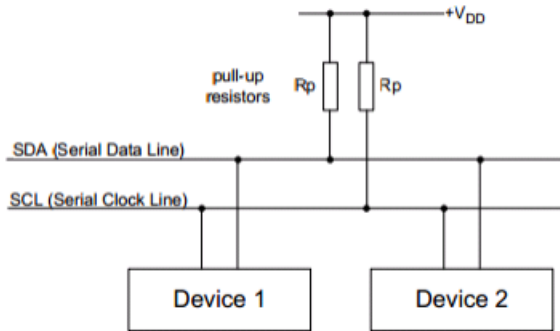 +VDD
pull-up
resistors
Rp
Rp
SDA (Serial Data Line)
SCL (Serial Clock Line)
Device 1
Device 2